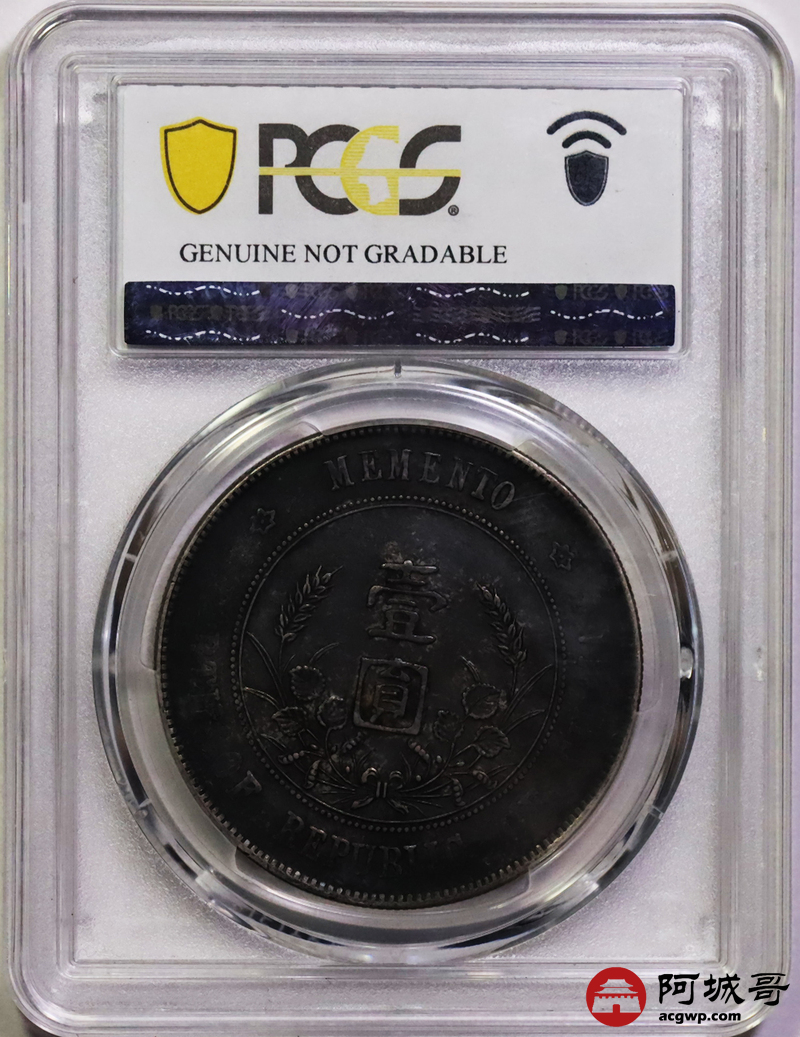 PCGS
GENUINE NOT GRADABLE
MEMENTO
壹
圓
REPUBLIC
阿城哥
acgwp.com